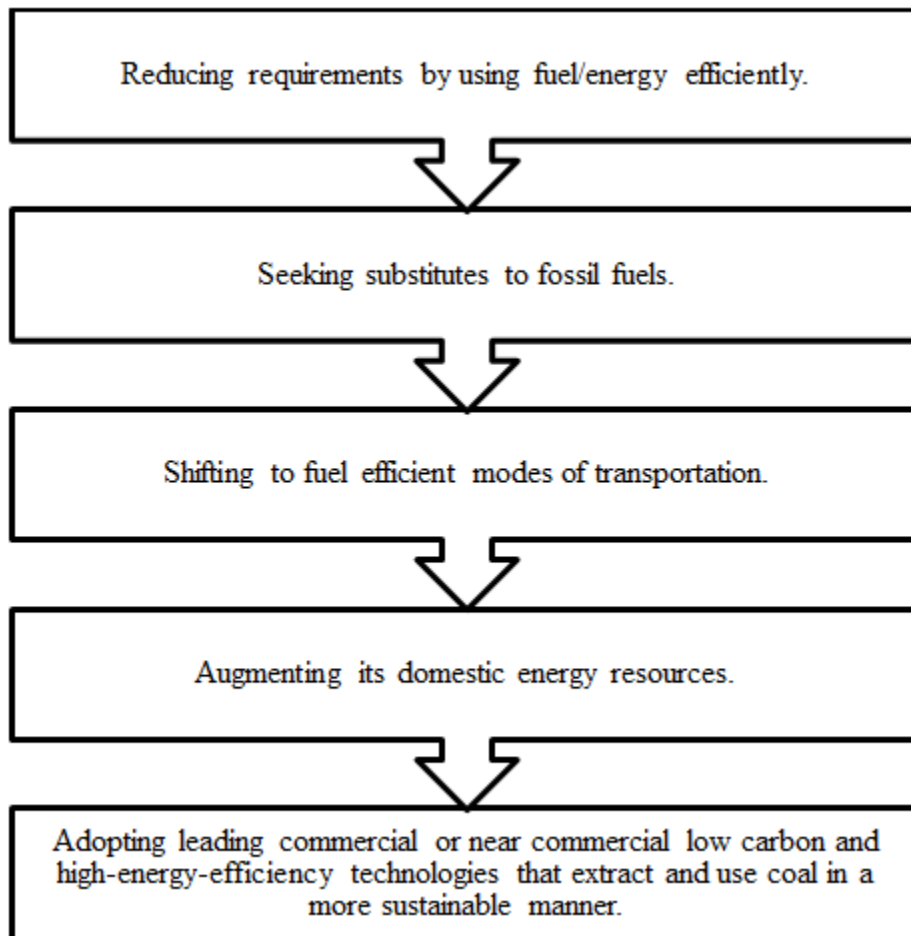 Reducing requirements by using fuel/energy efficiently.
Seeking substitutes to fossil fuels.
Shifting to fuel efficient modes of transportation.
Augmenting its domestic energy resources.
Adopting leading commercial or near commercial low carbon and
high-energy-efficiency technologies that extract and use coal in a
more sustainable manner.